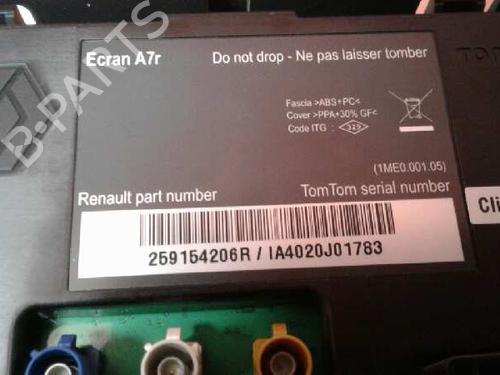 Ecran A7r
Do not drop - Ne pas laisser tomber
Fascia >ABS+PC<
Cover >PPA+30% GF<
Code ITG :
(1ME0.001.05)
Renault part number
TomTom serial number
259154206R / IA4020J01783
Cli
B-PARTS